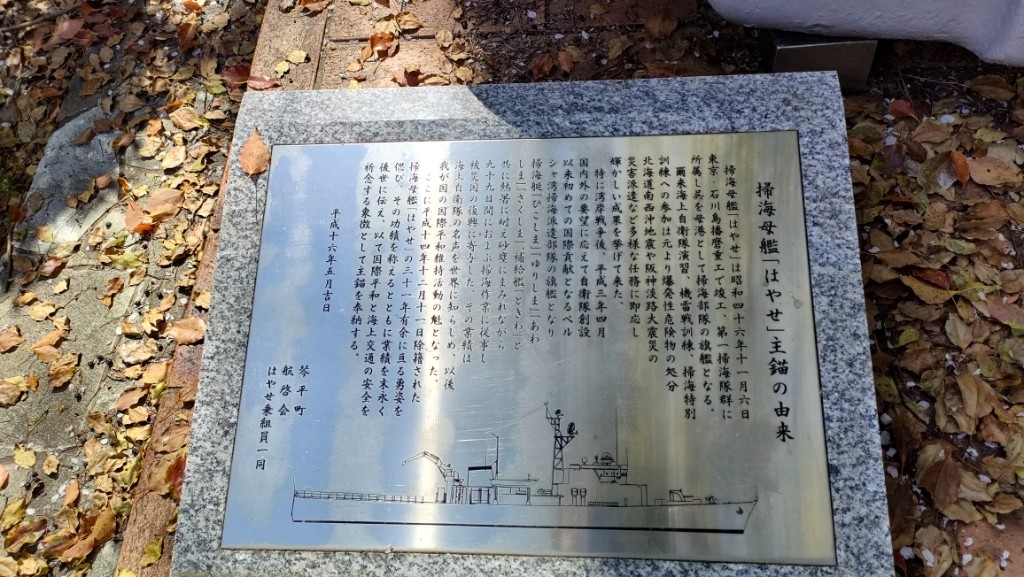 掃海母艦「はやせ」主錨の由来
掃海母艦「はやせ」は昭和四十六年十一月六日
東京・石川島播磨重工で竣工、第一掃海隊群に
所属し呉を母港として掃海部隊の旗艦となる。
爾来海上自衛隊演習、機雷戦訓練、掃海特別
訓練への参加は元より爆発性危険物の処分
北海道南西沖地震や阪神淡路大震災の
災害派遣など多様な任務に即応し
輝かしい成果を挙げて来た。
特に湾岸戦争後、平成三年四月
国内外の要望に応えて自衛隊創設
以来初めての国際貢献となるペル
シャ湾掃海派遣部隊の旗艦となり
掃海艇「ひこしま」「ゆりしま」「あわ
しま」「さくしま」、補給艦「ときわ」と
共に熱暑に耐え砂塵にまみれながら
九十九日間におよぶ掃海作業に従事し
被災国の復興に寄与した。その業績は
海上自衛隊の名声を世界に知らしめ、以後
我が国の国際平和維持活動の魁となった。
ここに平成十四年十二月十一日除籍された
掃海母艦「はやせ」の三十一年有余に亘る勇姿を
偲び、その功績を称えるとともに業績を末永く
後世に伝え、以て国際平和と海上交通の安全を
祈念する象徴として主錨を奉納する。
平成十六年五月吉日
琴平町
航啓会
はやせ乗組員一同